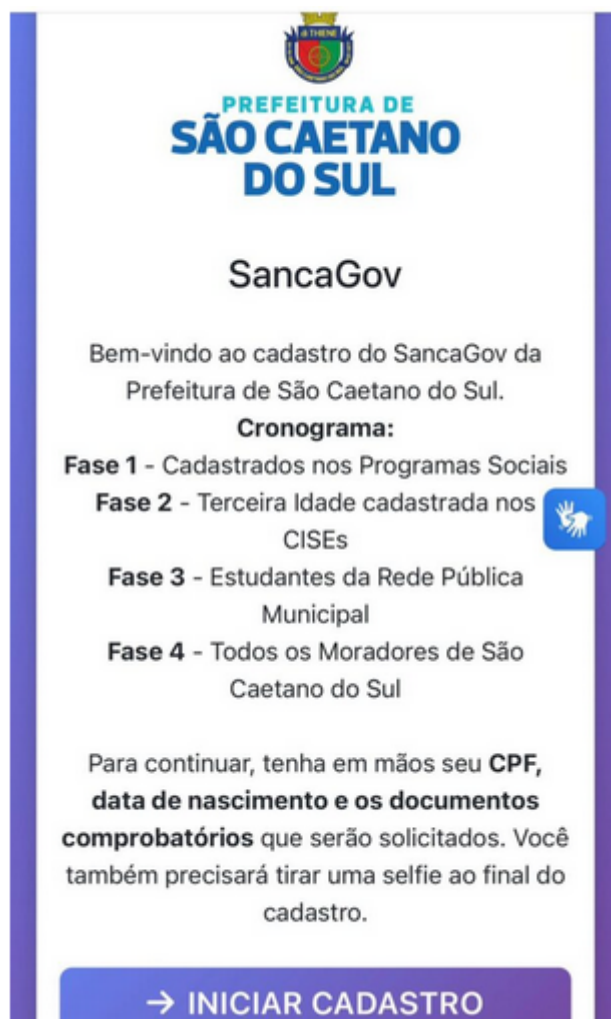 PREFEITURA DE
SÃO CAETANO
DO SUL
SancaGov
Bem-vindo ao cadastro do SancaGov da
Prefeitura de São Caetano do Sul.
Cronograma:
Fase 1 - Cadastrados nos Programas Sociais
Fase 2 - Terceira Idade cadastrada nos
CISEs
Fase 3 - Estudantes da Rede Pública
Municipal
Fase 4 - Todos os Moradores de São
Caetano do Sul
Para continuar, tenha em mãos seu CPF,
data de nascimento e os documentos
comprobatórios que serão solicitados. Você
também precisará tirar uma selfie ao final do
cadastro.
→ INICIAR CADASTRO